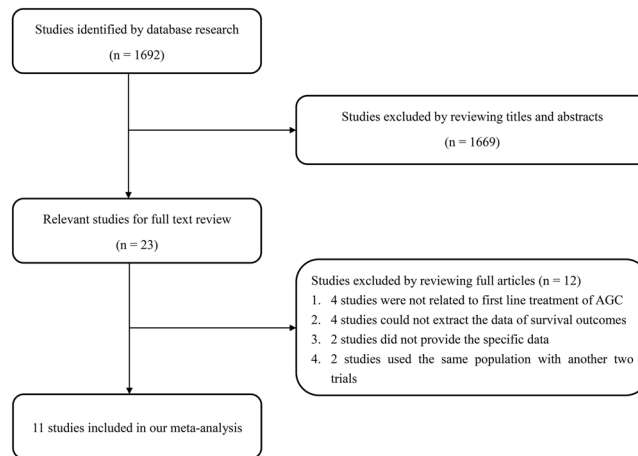 Studies identified by database research
(n = 1692)
Studies excluded by reviewing titles and abstracts
(n = 1669)
Relevant studies for full text review
(n = 23)
Studies excluded by reviewing full articles (n = 12)
1. 4 studies were not related to first line treatment of AGC
2. 4 studies could not extract the data of survival outcomes
3. 2 studies did not provide the specific data
4. 2 studies used the same population with another two
trials
11 studies included in our meta-analysis